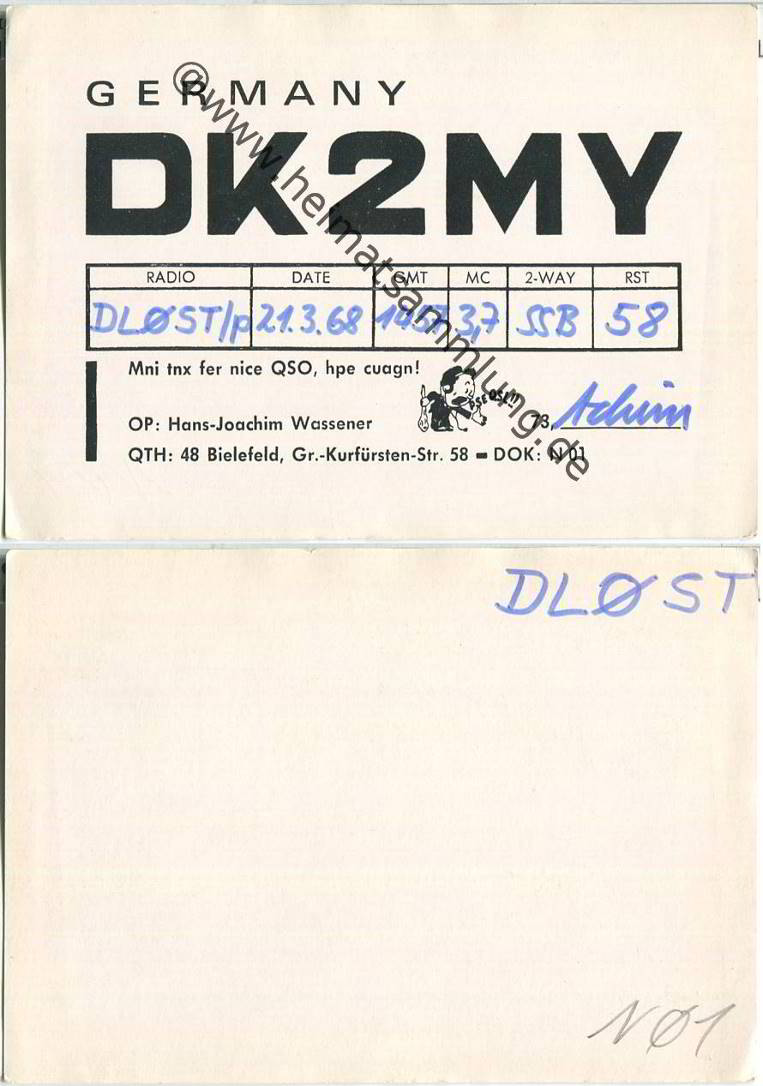 GERMANY
DK2MY
RADIO DATE GMT MC 2-WAY RST
DLØST/p 21.3.68 3,7 SSB 58
Mni tnx fer nice QSO, hpe cuagn!
PSE QSL!!
OP: Hans-Joachim Wassener 73, Achim
QTH: 48 Bielefeld, Gr.-Kurfürsten-Str. 58 - DOK: N 01
©www.heimatsammlung.de
DLØST
NØ1